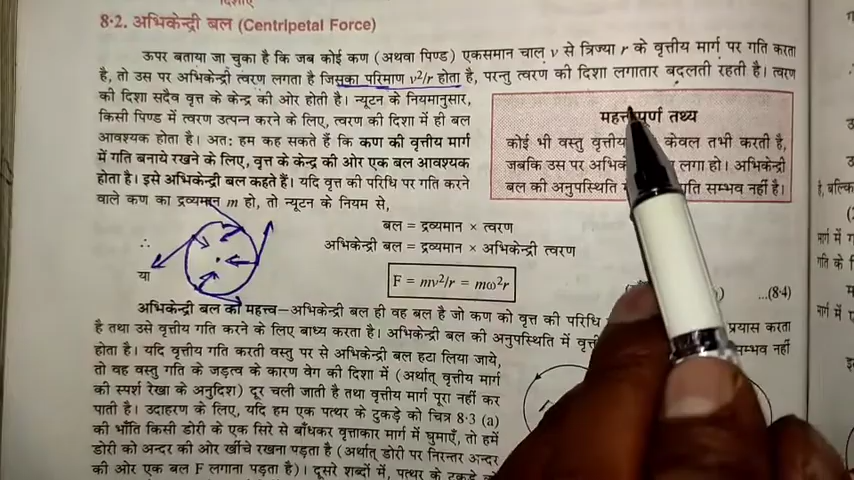 8·2. अभिकेन्द्री बल (Centripetal Force)
ऊपर बताया जा चुका है कि जब कोई कण (अथवा पिण्ड) एकसमान चाल v से त्रिज्या r के वृत्तीय मार्ग पर गति करता
है, तो उस पर अभिकेन्द्री त्वरण लगता है जिसका परिमाण v²/r होता है, परन्तु त्वरण की दिशा लगातार बदलती रहती है। त्वरण
की दिशा सदैव वृत्त के केन्द्र की ओर होती है। न्यूटन के नियमानुसार,
किसी पिण्ड में त्वरण उत्पन्न करने के लिए, त्वरण की दिशा में ही बल
आवश्यक होता है। अतः हम कह सकते हैं कि कण की वृत्तीय मार्ग
में गति बनाये रखने के लिए, वृत्त के केन्द्र की ओर एक बल आवश्यक
होता है। इसे अभिकेन्द्री बल कहते हैं। यदि वृत्त की परिधि पर गति करने
वाले कण का द्रव्यमान m हो, तो न्यूटन के नियम से,
महत्त्वपूर्ण तथ्य
कोई भी वस्तु वृत्तीय केवल तभी करती है,
जबकि उस पर लगा हो। अभिकेन्द्री
बल की अनुपस्थिति गति सम्भव नहीं है।
बल = द्रव्यमान × त्वरण
∴ अभिकेन्द्री बल = द्रव्यमान × अभिकेन्द्री त्वरण
या F = mv²/r = mω²r ...(8·4)
अभिकेन्द्री बल का महत्त्व–अभिकेन्द्री बल ही वह बल है जो कण को वृत्त की परिधि प्रयास करता
है तथा उसे वृत्तीय गति करने के लिए बाध्य करता है। अभिकेन्द्री बल की अनुपस्थिति में सम्भव नहीं
होता है। यदि वृत्तीय गति करती वस्तु पर से अभिकेन्द्री बल हटा लिया जाये,
तो वह वस्तु गति के जड़त्व के कारण वेग की दिशा में (अर्थात् वृत्तीय मार्ग
की स्पर्श रेखा के अनुदिश) दूर चली जाती है तथा वृत्तीय मार्ग पूरा नहीं कर
पाती है। उदाहरण के लिए, यदि हम एक पत्थर के टुकड़े को चित्र 8·3 (a)
की भाँति किसी डोरी के एक सिरे से बाँधकर वृत्ताकार मार्ग में घुमाएँ, तो हमें
डोरी को अन्दर की ओर खींचे रखना पड़ता है (अर्थात् डोरी पर निरन्तर अन्दर
की ओर एक बल F लगाना पड़ता है)। दूसरे शब्दों में, पत्थर के टुकड़े को